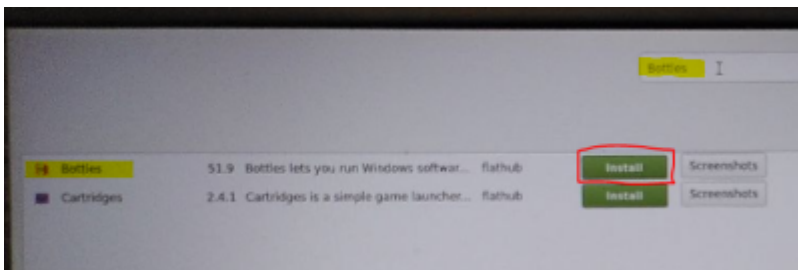 Bottles
Bottles 51.9 Bottles lets you run Windows softwar... flathub Install Screenshots
Cartridges 2.4.1 Cartridges is a simple game launcher... flathub Install Screenshots